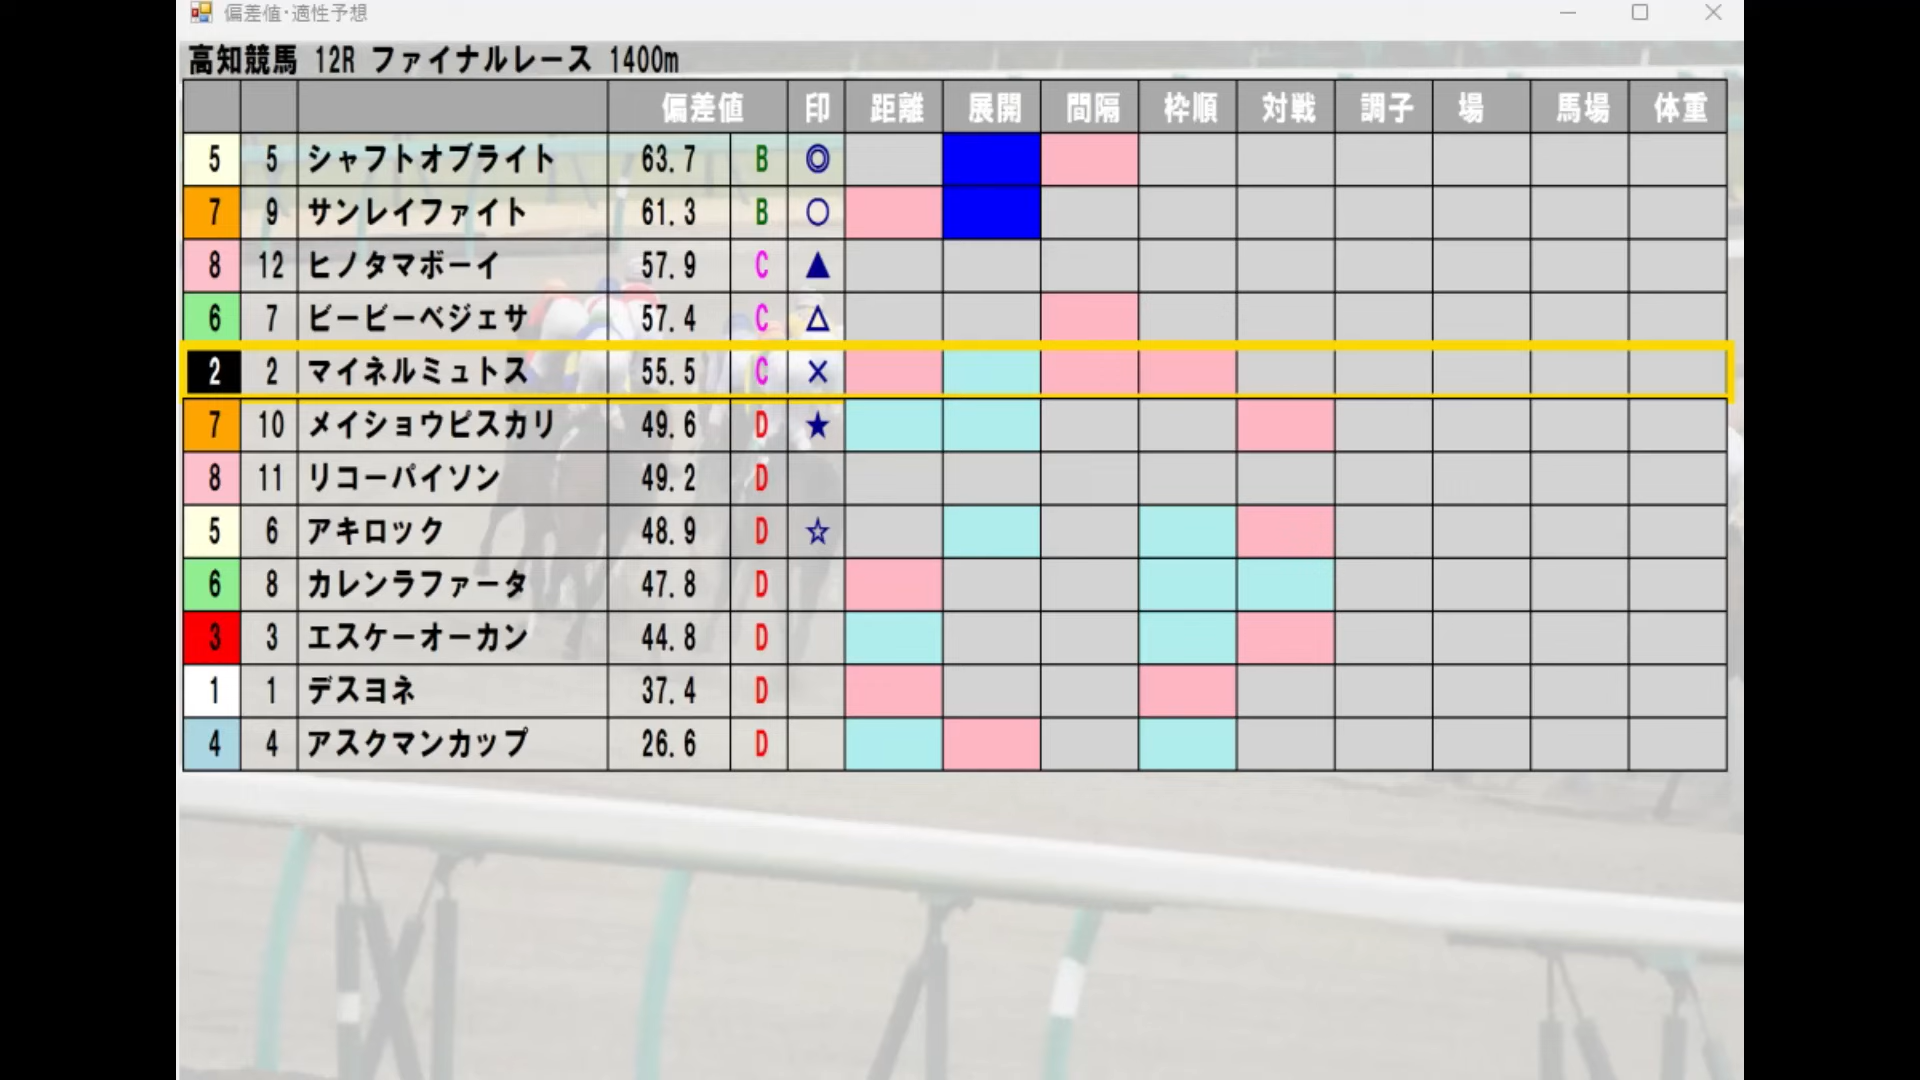 偏差値・適性予想
高知競馬 12R ファイナルレース 1400m
偏差値 印 距離 展開 間隔 枠順 対戦 調子 場 馬場 体重
5 5 シャフトオブライト 63.7 B ◎
7 9 サンレイファイト 61.3 B ○
8 12 ヒノタマボーイ 57.9 C ▲
6 7 ビービーベジェサ 57.4 C △
2 2 マイネルミュトス 55.5 C ×
7 10 メイショウピスカリ 49.6 D ★
8 11 リコーパイソン 49.2 D
5 6 アキロック 48.9 D ☆
6 8 カレンラファータ 47.8 D
3 3 エスケーオーカン 44.8 D
1 1 デスヨネ 37.4 D
4 4 アスクマンカップ 26.6 D